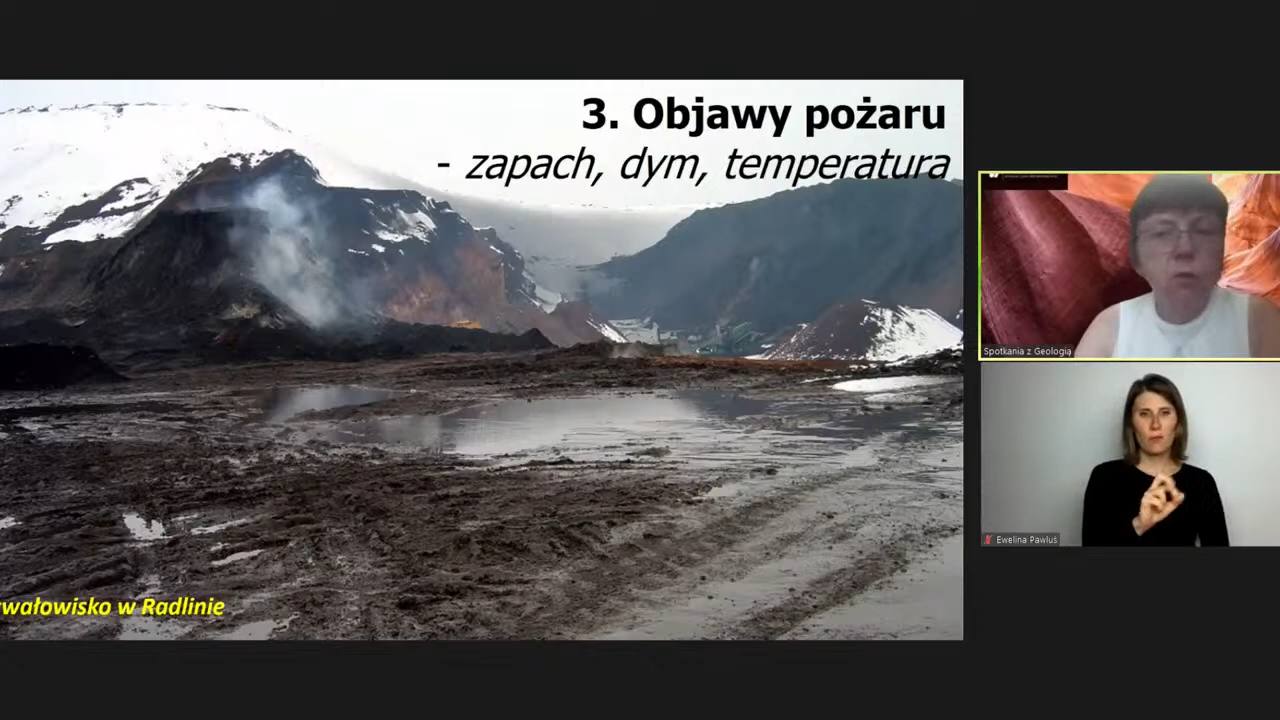 3. Objawy pożaru
- zapach, dym, temperatura
wałowisko w Radlinie
Spotkania z Geologią
Ewelina Pawluś